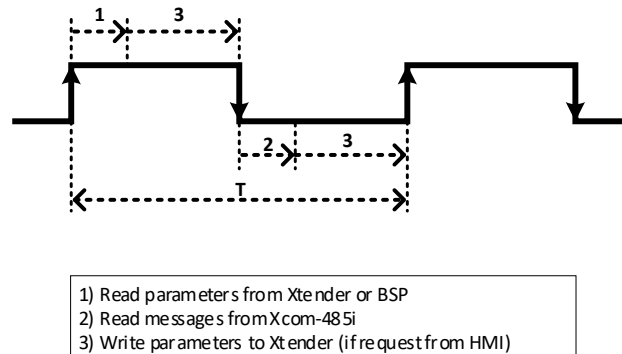 1 3
2 3
T
1) Read parameters from Xtender or BSP
2) Read messages from Xcom-485i
3) Write parameters to Xtender (if request from HMI)